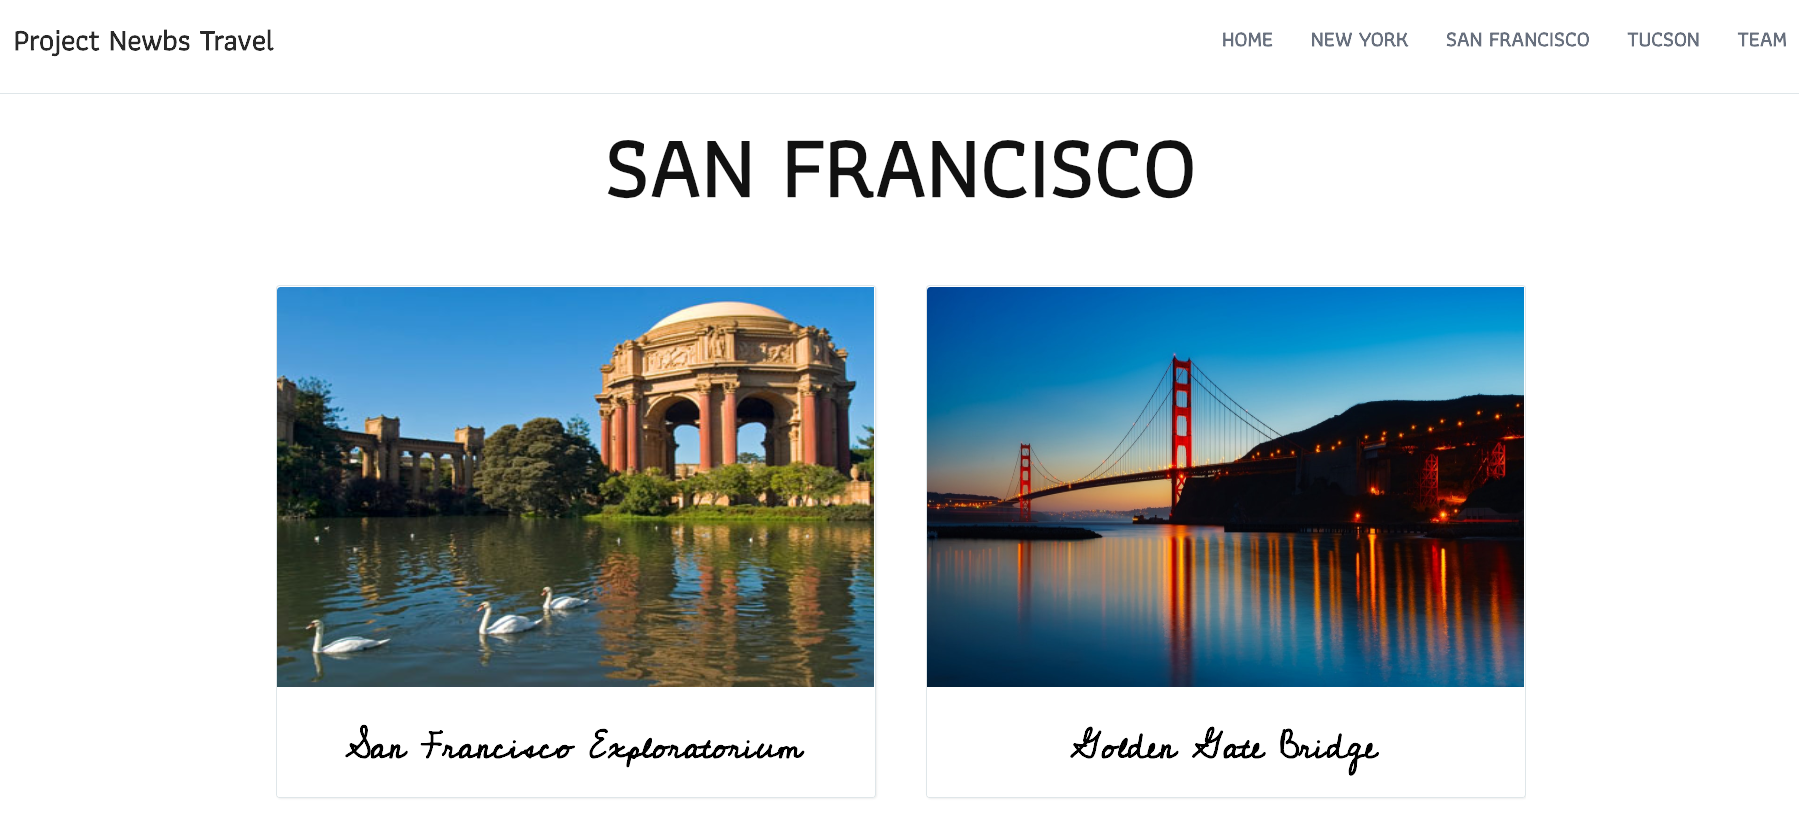 Project Newbs Travel
HOME NEW YORK SAN FRANCISCO TUCSON TEAM
SAN FRANCISCO
San Francisco Exploratorium
Golden Gate Bridge